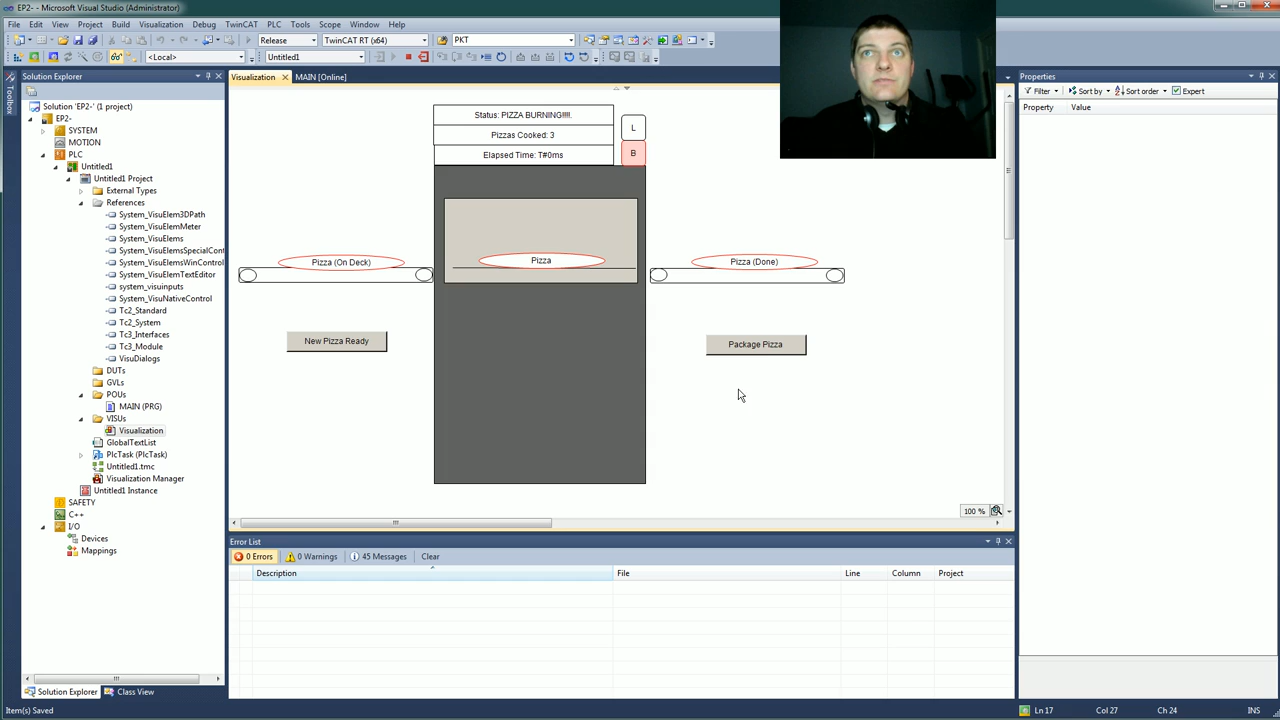 EP2- - Microsoft Visual Studio (Administrator)
File Edit View Project Build Visualization Debug TwinCAT PLC Tools Scope Window Help
Release TwinCAT RT (x64) PKT
<Local> Untitled1
Toolbox
Solution Explorer
Solution 'EP2-' (1 project)
EP2-
SYSTEM
MOTION
PLC
Untitled1
Untitled1 Project
External Types
References
System_VisuElem3DPath
System_VisuElemMeter
System_VisuElems
System_VisuElemsSpecialCont
System_VisuElemsWinControl
System_VisuElemTextEditor
system_visuinputs
System_VisuNativeControl
Tc2_Standard
Tc2_System
Tc3_Interfaces
Tc3_Module
VisuDialogs
DUTs
GVLs
POUs
MAIN (PRG)
VISUs
Visualization
GlobalTextList
PlcTask (PlcTask)
Untitled1.tmc
Visualization Manager
Untitled1 Instance
SAFETY
C++
I/O
Devices
Mappings
Solution Explorer Class View
Visualization MAIN [Online]
Status: PIZZA BURNING!!!!.
L
Pizzas Cooked: 3
B
Elapsed Time: T#0ms
Pizza (On Deck) Pizza Pizza (Done)
New Pizza Ready Package Pizza
100 %
Error List
0 Errors 0 Warnings 45 Messages Clear
Description File Line Column Project
Properties
Filter Sort by Sort order Expert
Property Value
Item(s) Saved Ln 17 Col 27 Ch 24 INS